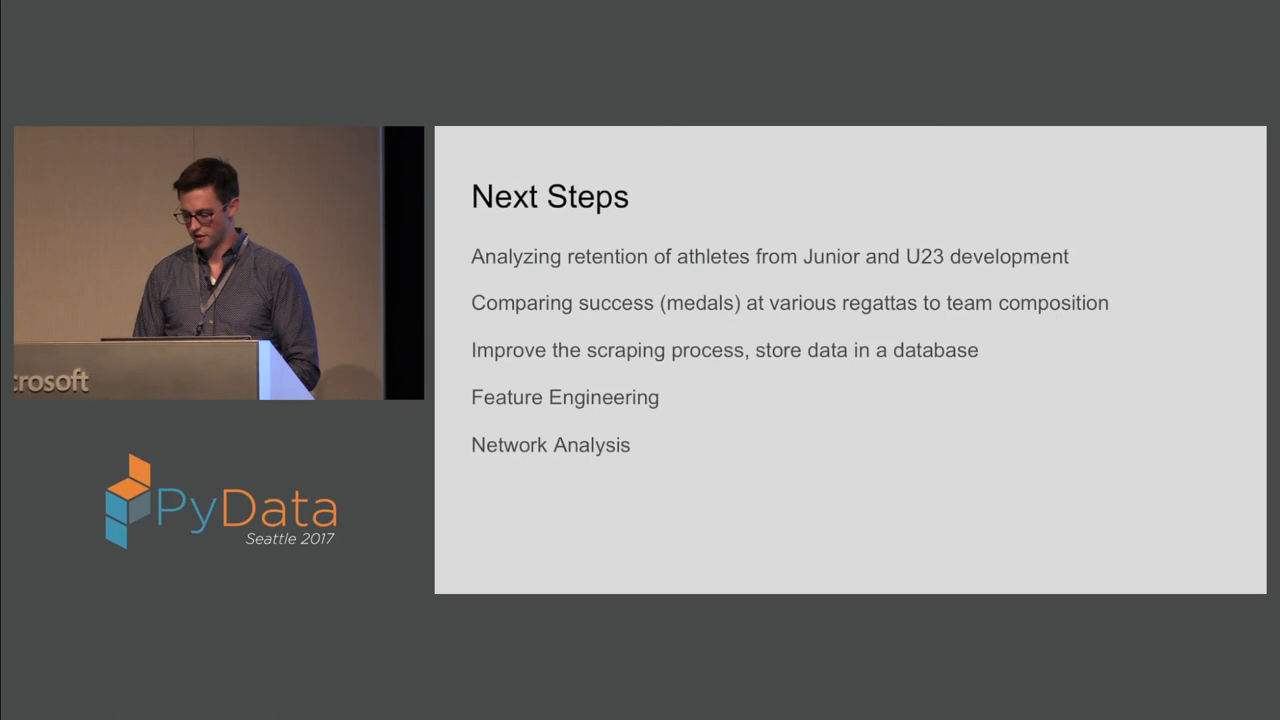 Next Steps
Analyzing retention of athletes from Junior and U23 development
Comparing success (medals) at various regattas to team composition
Improve the scraping process, store data in a database
Feature Engineering
Network Analysis
crosoft
PyData
Seattle 2017